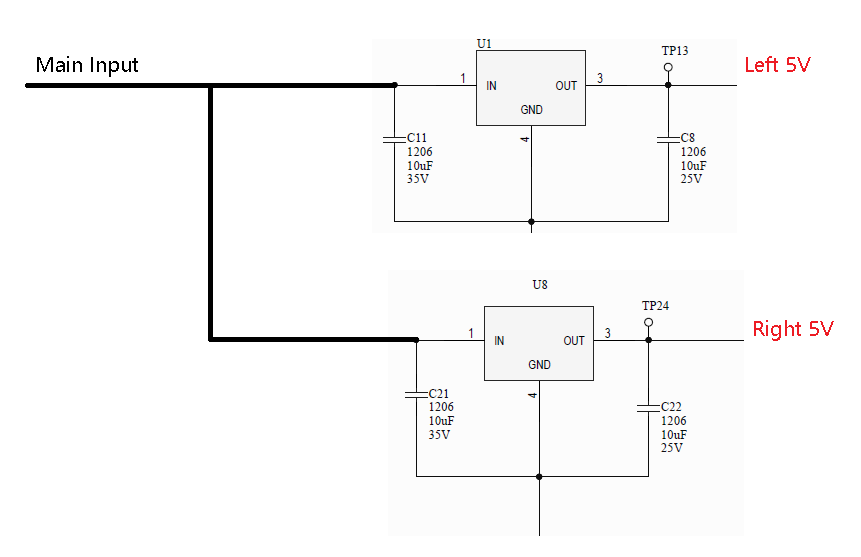 Main Input
U1
1
IN
OUT
3
GND
4
TP13
Left 5V
C11
1206
10uF
35V
C8
1206
10uF
25V
U8
1
IN
OUT
3
GND
4
TP24
Right 5V
C21
1206
10uF
35V
C22
1206
10uF
25V